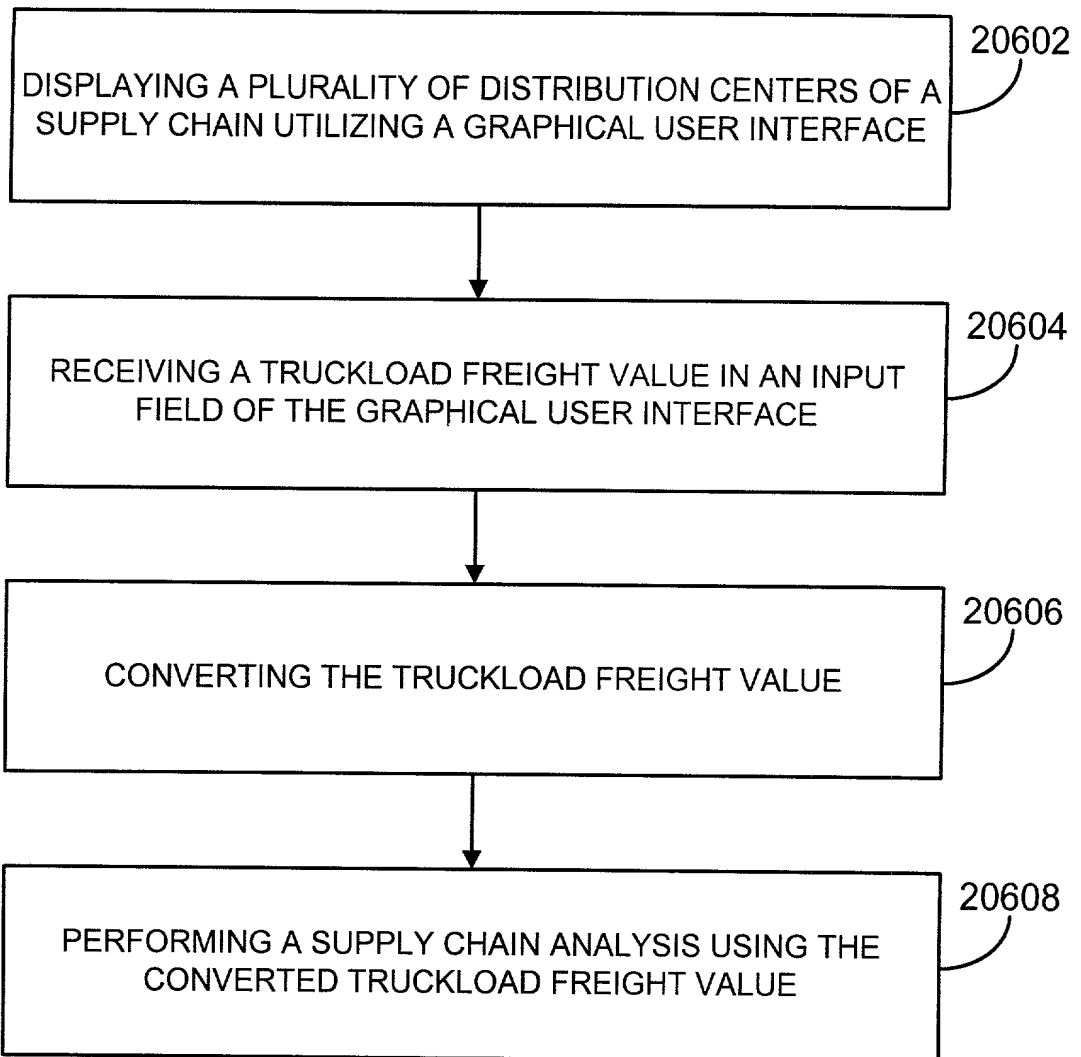 20602
DISPLAYING A PLURALITY OF DISTRIBUTION CENTERS OF A
SUPPLY CHAIN UTILIZING A GRAPHICAL USER INTERFACE
20604
RECEIVING A TRUCKLOAD FREIGHT VALUE IN AN INPUT
FIELD OF THE GRAPHICAL USER INTERFACE
20606
CONVERTING THE TRUCKLOAD FREIGHT VALUE
20608
PERFORMING A SUPPLY CHAIN ANALYSIS USING THE
CONVERTED TRUCKLOAD FREIGHT VALUE